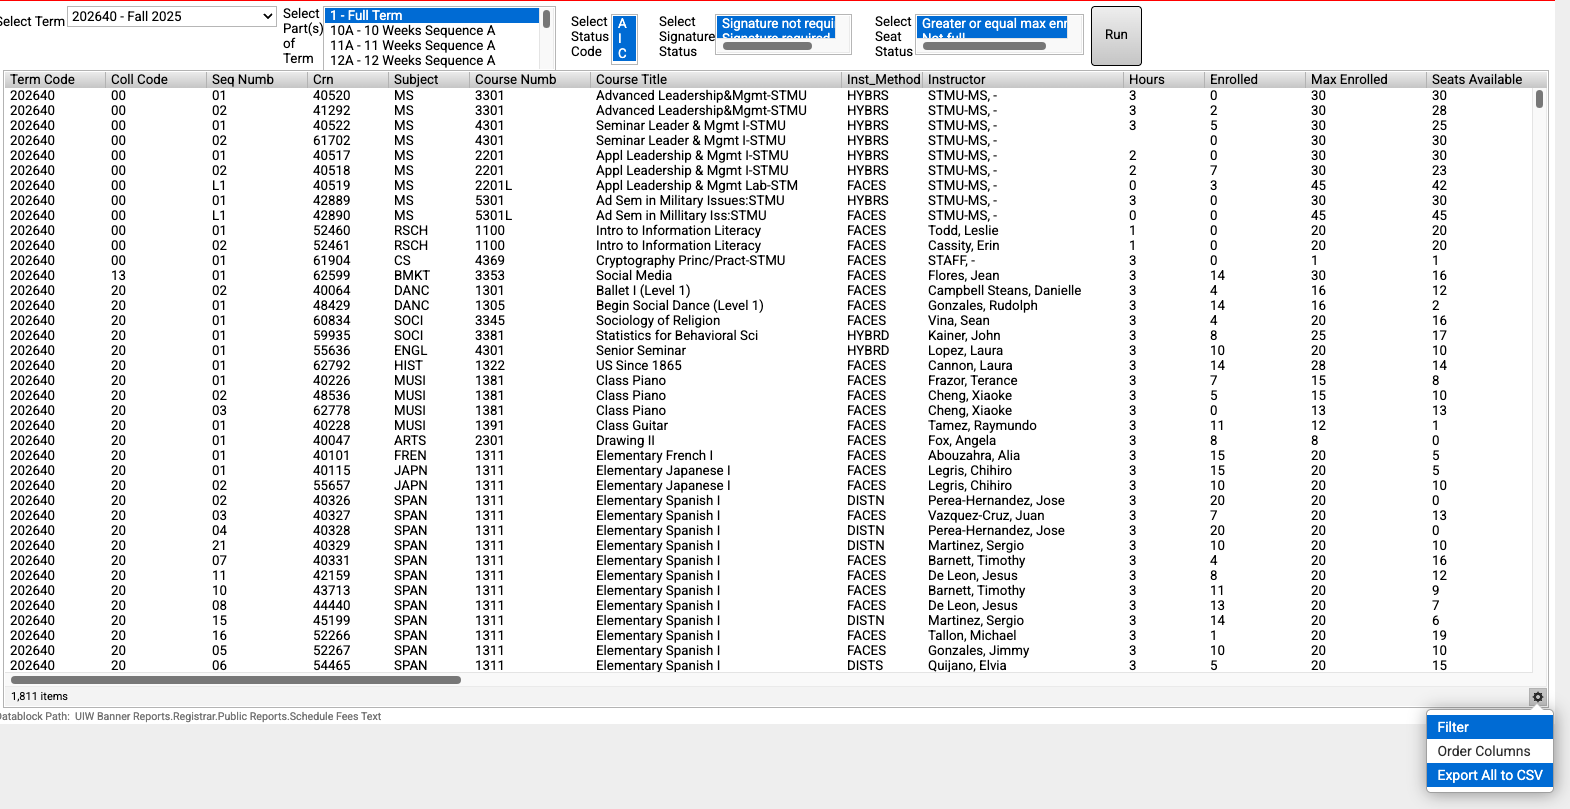 Select Term 202640 - Fall 2025
Select Part(s) of Term
1 - Full Term
10A - 10 Weeks Sequence A
11A - 11 Weeks Sequence A
12A - 12 Weeks Sequence A
Select Status Code
A
I
C
Select Signature Status
Signature not requi
Signature required
Select Seat Status
Greater or equal max enr
Not full
Run
Term Code Coll Code Seq Numb Crn Subject Course Numb Course Title Inst_Method Instructor Hours Enrolled Max Enrolled Seats Available
202640 00 01 40520 MS 3301 Advanced Leadership&Mgmt-STMU HYBRS STMU-MS, - 3 0 30 30
202640 00 02 41292 MS 3301 Advanced Leadership&Mgmt-STMU HYBRS STMU-MS, - 3 2 30 28
202640 00 01 40522 MS 4301 Seminar Leader & Mgmt I-STMU HYBRS STMU-MS, - 3 5 30 25
202640 00 02 61702 MS 4301 Seminar Leader & Mgmt I-STMU HYBRS STMU-MS, - 0 30 30
202640 00 01 40517 MS 2201 Appl Leadership & Mgmt I-STMU HYBRS STMU-MS, - 2 0 30 30
202640 00 02 40518 MS 2201 Appl Leadership & Mgmt I-STMU HYBRS STMU-MS, - 2 7 30 23
202640 00 L1 40519 MS 2201L Appl Leadership & Mgmt Lab-STM FACES STMU-MS, - 0 3 45 42
202640 00 01 42889 MS 5301 Ad Sem in Military Issues:STMU HYBRS STMU-MS, - 3 0 30 30
202640 00 L1 42890 MS 5301L Ad Sem in Millitary Iss:STMU FACES STMU-MS, - 0 0 45 45
202640 00 01 52460 RSCH 1100 Intro to Information Literacy FACES Todd, Leslie 1 0 20 20
202640 00 02 52461 RSCH 1100 Intro to Information Literacy FACES Cassity, Erin 1 0 20 20
202640 00 01 61904 CS 4369 Cryptography Princ/Pract-STMU FACES STAFF, - 3 0 1 1
202640 13 01 62599 BMKT 3353 Social Media FACES Flores, Jean 3 14 30 16
202640 20 02 40064 DANC 1301 Ballet I (Level 1) FACES Campbell Steans, Danielle 3 4 16 12
202640 20 01 48429 DANC 1305 Begin Social Dance (Level 1) FACES Gonzales, Rudolph 3 14 16 2
202640 20 01 60834 SOCI 3345 Sociology of Religion FACES Vina, Sean 3 4 20 16
202640 20 01 59935 SOCI 3381 Statistics for Behavioral Sci HYBRD Kainer, John 3 8 25 17
202640 20 01 55636 ENGL 4301 Senior Seminar HYBRD Lopez, Laura 3 10 20 10
202640 20 01 62792 HIST 1322 US Since 1865 FACES Cannon, Laura 3 14 28 14
202640 20 01 40226 MUSI 1381 Class Piano FACES Frazor, Terance 3 7 15 8
202640 20 02 48536 MUSI 1381 Class Piano FACES Cheng, Xiaoke 3 5 15 10
202640 20 03 62778 MUSI 1381 Class Piano FACES Cheng, Xiaoke 3 0 13 13
202640 20 01 40228 MUSI 1391 Class Guitar FACES Tamez, Raymundo 3 11 12 1
202640 20 01 40047 ARTS 2301 Drawing II FACES Fox, Angela 3 8 8 0
202640 20 01 40101 FREN 1311 Elementary French I FACES Abouzahra, Alia 3 15 20 5
202640 20 01 40115 JAPN 1311 Elementary Japanese I FACES Legris, Chihiro 3 15 20 5
202640 20 02 55657 JAPN 1311 Elementary Japanese I FACES Legris, Chihiro 3 10 20 10
202640 20 02 40326 SPAN 1311 Elementary Spanish I DISTN Perea-Hernandez, Jose 3 20 20 0
202640 20 03 40327 SPAN 1311 Elementary Spanish I FACES Vazquez-Cruz, Juan 3 7 20 13
202640 20 04 40328 SPAN 1311 Elementary Spanish I DISTN Perea-Hernandez, Jose 3 20 20 0
202640 20 21 40329 SPAN 1311 Elementary Spanish I DISTN Martinez, Sergio 3 10 20 10
202640 20 07 40331 SPAN 1311 Elementary Spanish I FACES Barnett, Timothy 3 4 20 16
202640 20 11 42159 SPAN 1311 Elementary Spanish I FACES De Leon, Jesus 3 8 20 12
202640 20 10 43713 SPAN 1311 Elementary Spanish I FACES Barnett, Timothy 3 11 20 9
202640 20 08 44440 SPAN 1311 Elementary Spanish I FACES De Leon, Jesus 3 13 20 7
202640 20 15 45199 SPAN 1311 Elementary Spanish I DISTN Martinez, Sergio 3 14 20 6
202640 20 16 52266 SPAN 1311 Elementary Spanish I FACES Tallon, Michael 3 1 20 19
202640 20 05 52267 SPAN 1311 Elementary Spanish I FACES Gonzales, Jimmy 3 10 20 10
202640 20 06 54465 SPAN 1311 Elementary Spanish I DISTS Quijano, Elvia 3 5 20 15
1,811 items
Datablock Path: UIW Banner Reports.Registrar.Public Reports.Schedule Fees Text
Filter
Order Columns
Export All to CSV